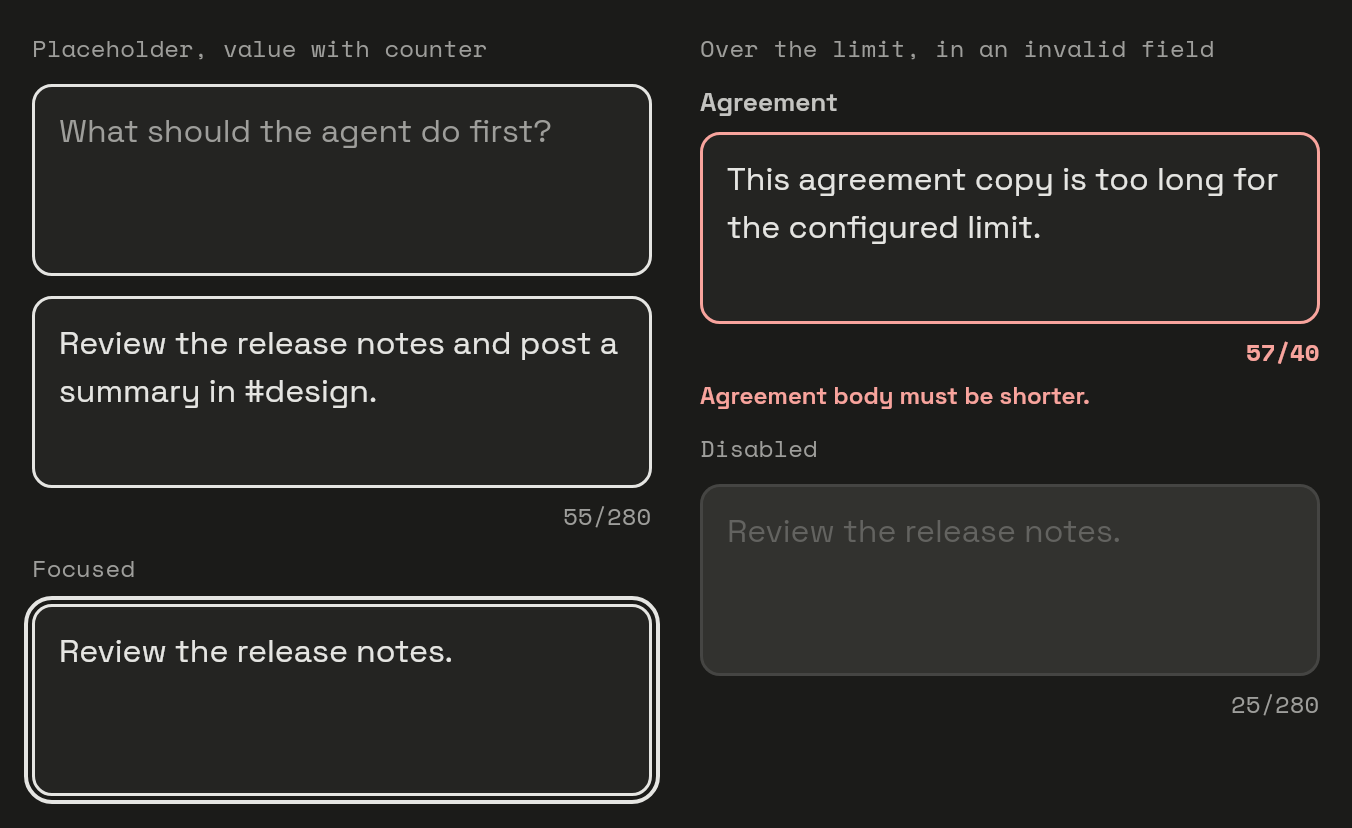 Placeholder, value with counter
What should the agent do first?
Review the release notes and post a
summary in #design.
55/280
Focused
Review the release notes.
Over the limit, in an invalid field
Agreement
This agreement copy is too long for
the configured limit.
57/40
Agreement body must be shorter.
Disabled
Review the release notes.
25/280